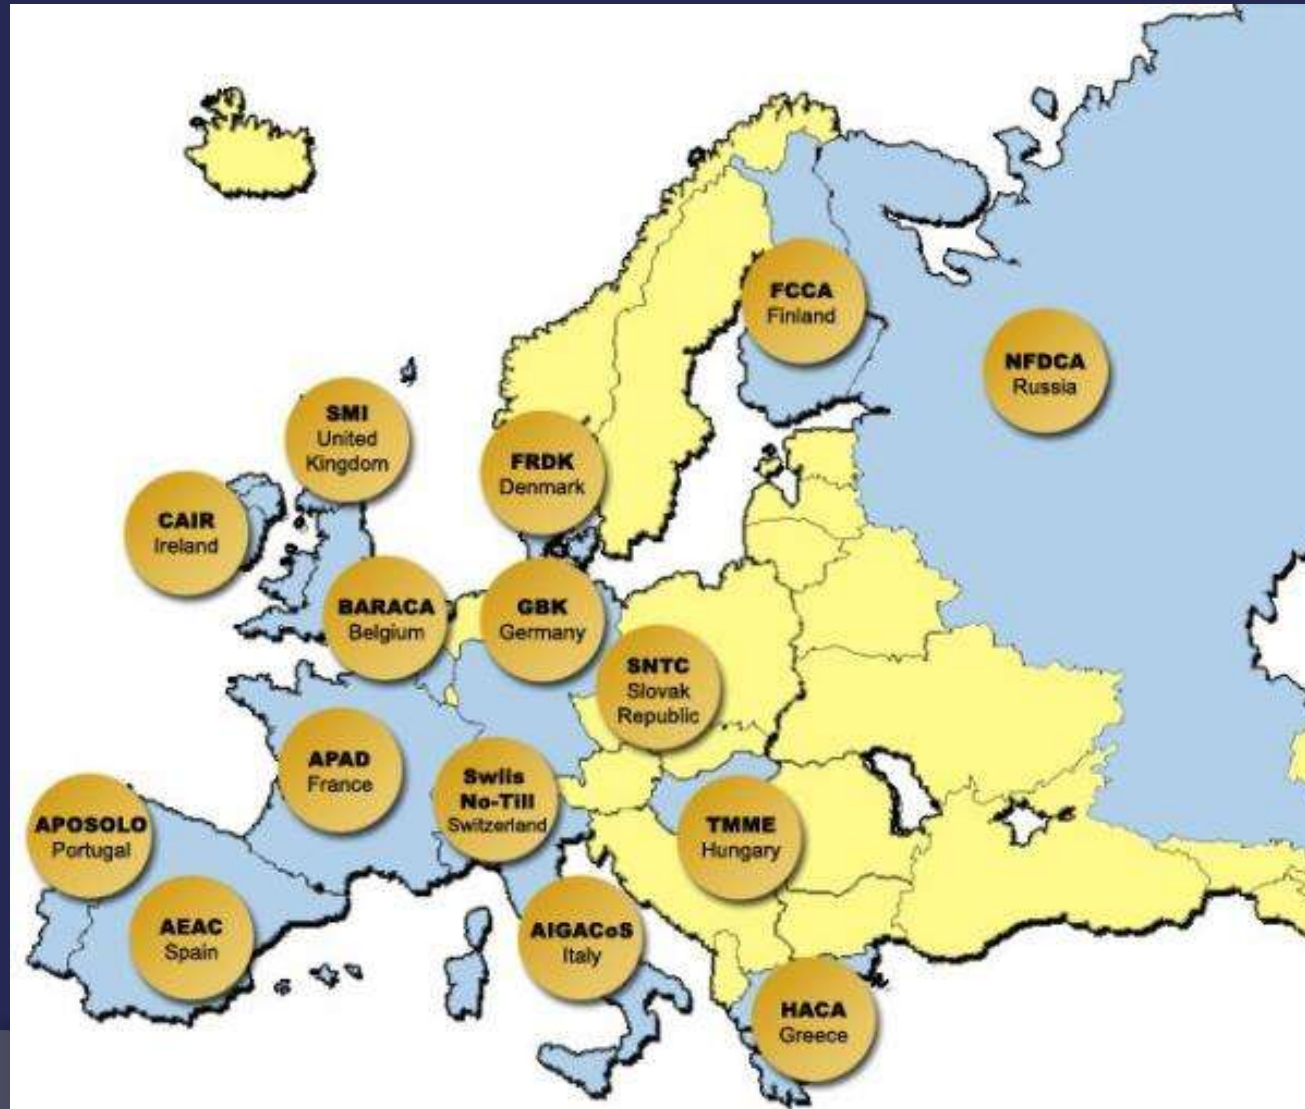 FCCA
Finland
NFDCA
Russia
SMI
United
Kingdom
FRDK
Denmark
CAIR
Ireland
BARACA
Belgium
GBK
Germany
SNTC
Slovak
Republic
APAD
France
Swiis
No-Till
Switzerland
APOSOLO
Portugal
TMME
Hungary
AEAC
Spain
AIGACoS
Italy
HACA
Greece